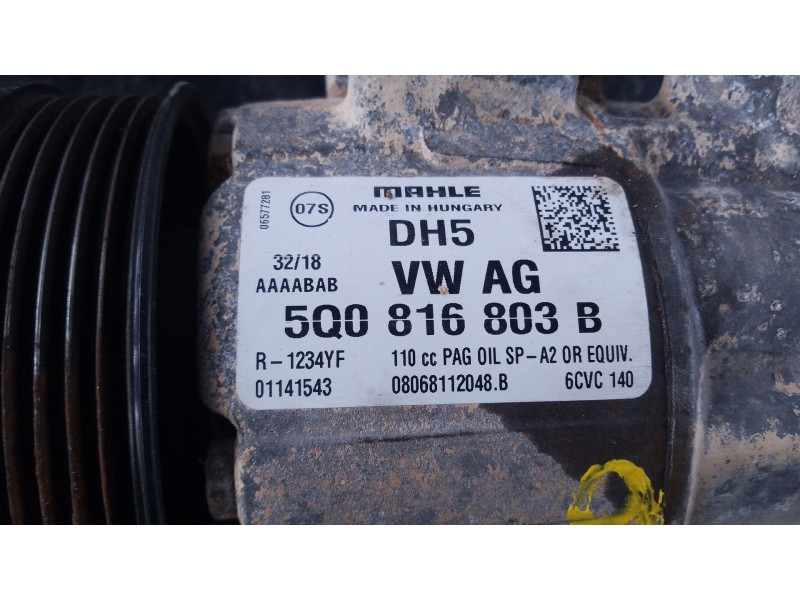 MAHLE
MADE IN HUNGARY
06577281
07S
DH5
32/18
VW AG
AAAABAB
5Q0 816 803 B
R-1234YF 110 cc PAG OIL SP-A2 OR EQUIV.
01141543 08068112048.B 6CVC 140